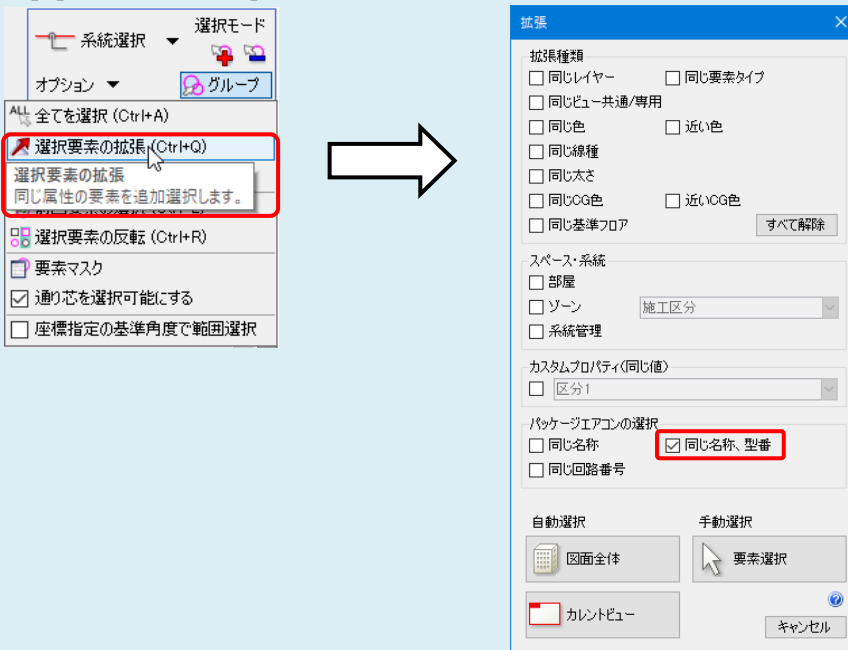 選択モード
系統選択
オプション
グループ
ALL 全てを選択 (Ctrl+A)
選択要素の拡張 (Ctrl+Q)
選択要素の拡張
同じ属性の要素を追加選択します。
選択要素の反転 (Ctrl+R)
要素マスク
通り芯を選択可能にする
座標指定の基準角度で範囲選択
拡張
拡張種類
同じレイヤー 同じ要素タイプ
同じビュー共通/専用
同じ色 近い色
同じ線種
同じ太さ
同じCG色 近いCG色
同じ基準フロア すべて解除
スペース・系統
部屋
ゾーン 施工区分
系統管理
カスタムプロパティ(同じ値)
区分1
パッケージエアコンの選択
同じ名称 同じ名称、型番
同じ回路番号
自動選択 手動選択
図面全体 要素選択
カレントビュー
キャンセル